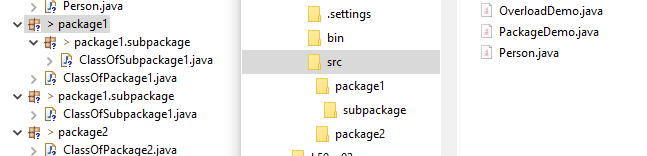 Person.java
> package1
> package1.subpackage
ClassOfSubpackage1.java
ClassOfPackage1.java
> package1.subpackage
ClassOfSubpackage1.java
> package2
ClassOfPackage2.java
.settings
bin
src
package1
subpackage
package2
OverloadDemo.java
PackageDemo.java
Person.java